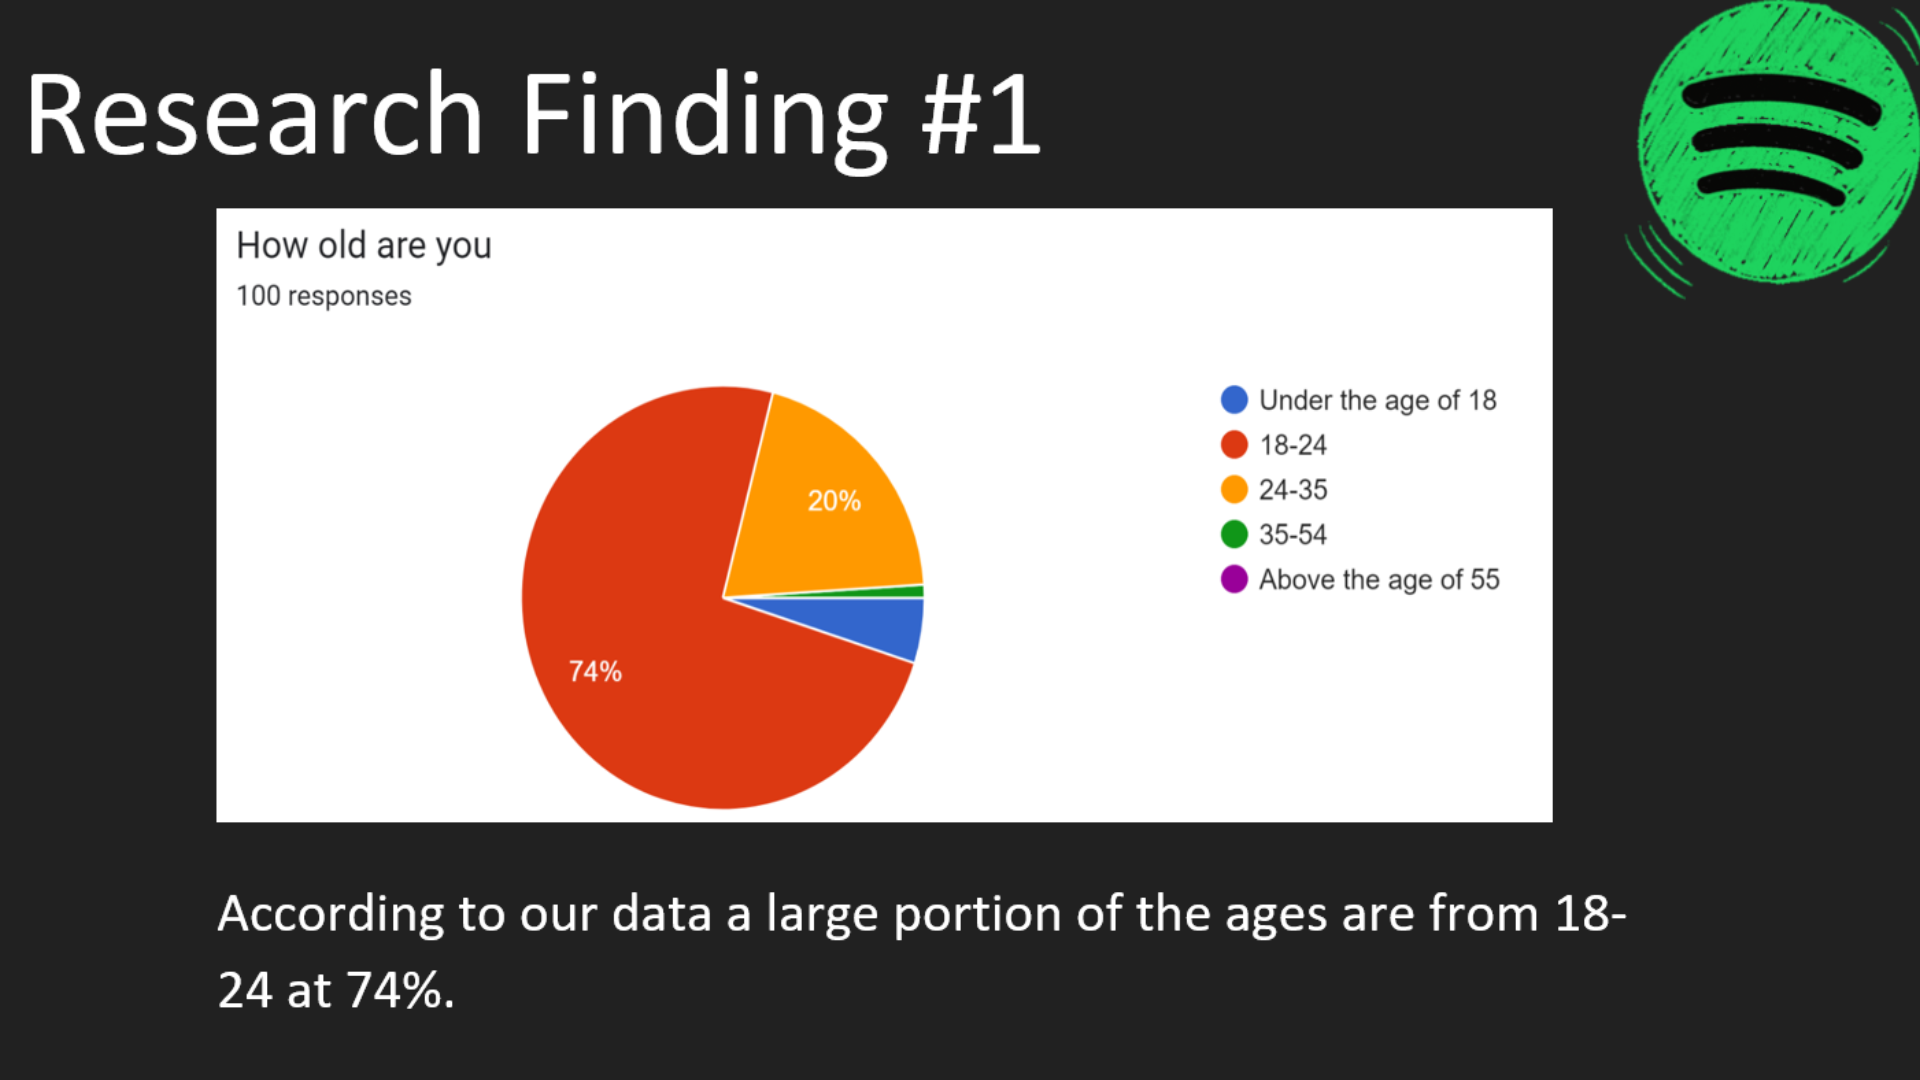 Research Finding #1
How old are you
100 responses
Under the age of 18
18-24
24-35
35-54
Above the age of 55
20%
74%
According to our data a large portion of the ages are from 18-
24 at 74%.